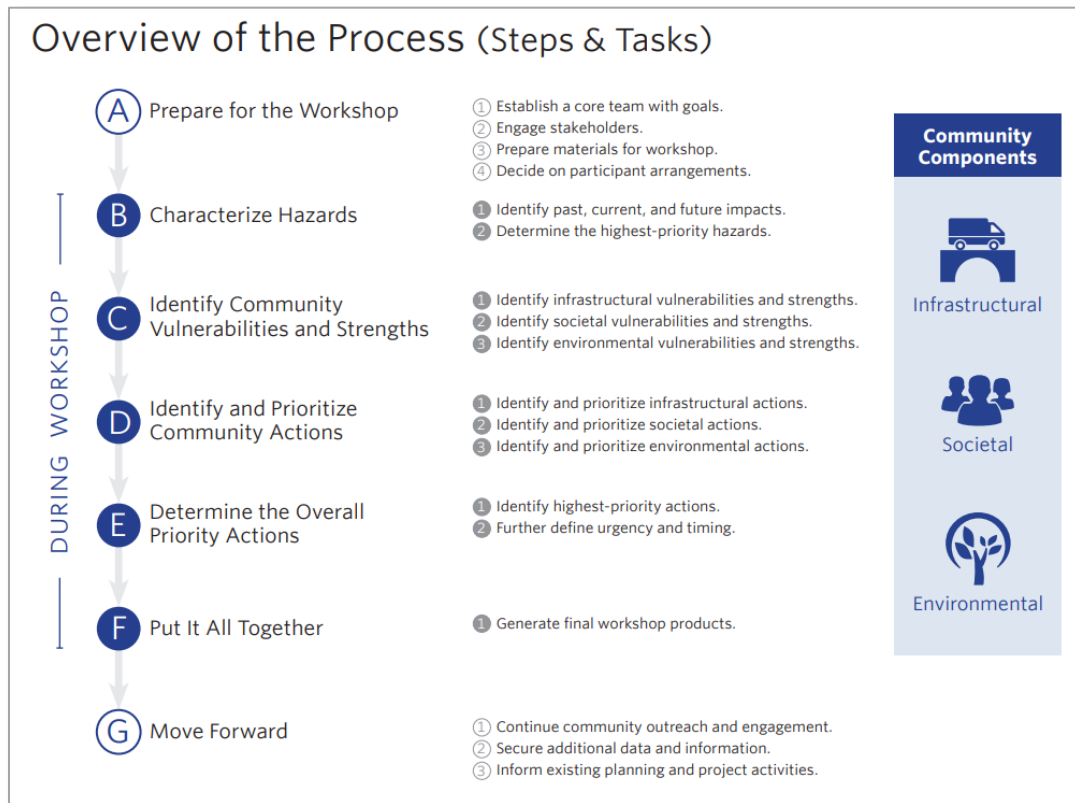 Overview of the Process (Steps & Tasks)
A Prepare for the Workshop
1 Establish a core team with goals.
2 Engage stakeholders.
3 Prepare materials for workshop.
4 Decide on participant arrangements.
DURING WORKSHOP
B Characterize Hazards
1 Identify past, current, and future impacts.
2 Determine the highest-priority hazards.
C Identify Community
Vulnerabilities and Strengths
1 Identify infrastructural vulnerabilities and strengths.
2 Identify societal vulnerabilities and strengths.
3 Identify environmental vulnerabilities and strengths.
D Identify and Prioritize
Community Actions
1 Identify and prioritize infrastructural actions.
2 Identify and prioritize societal actions.
3 Identify and prioritize environmental actions.
E Determine the Overall
Priority Actions
1 Identify highest-priority actions.
2 Further define urgency and timing.
F Put It All Together
1 Generate final workshop products.
G Move Forward
1 Continue community outreach and engagement.
2 Secure additional data and information.
3 Inform existing planning and project activities.
Community
Components
Infrastructural
Societal
Environmental